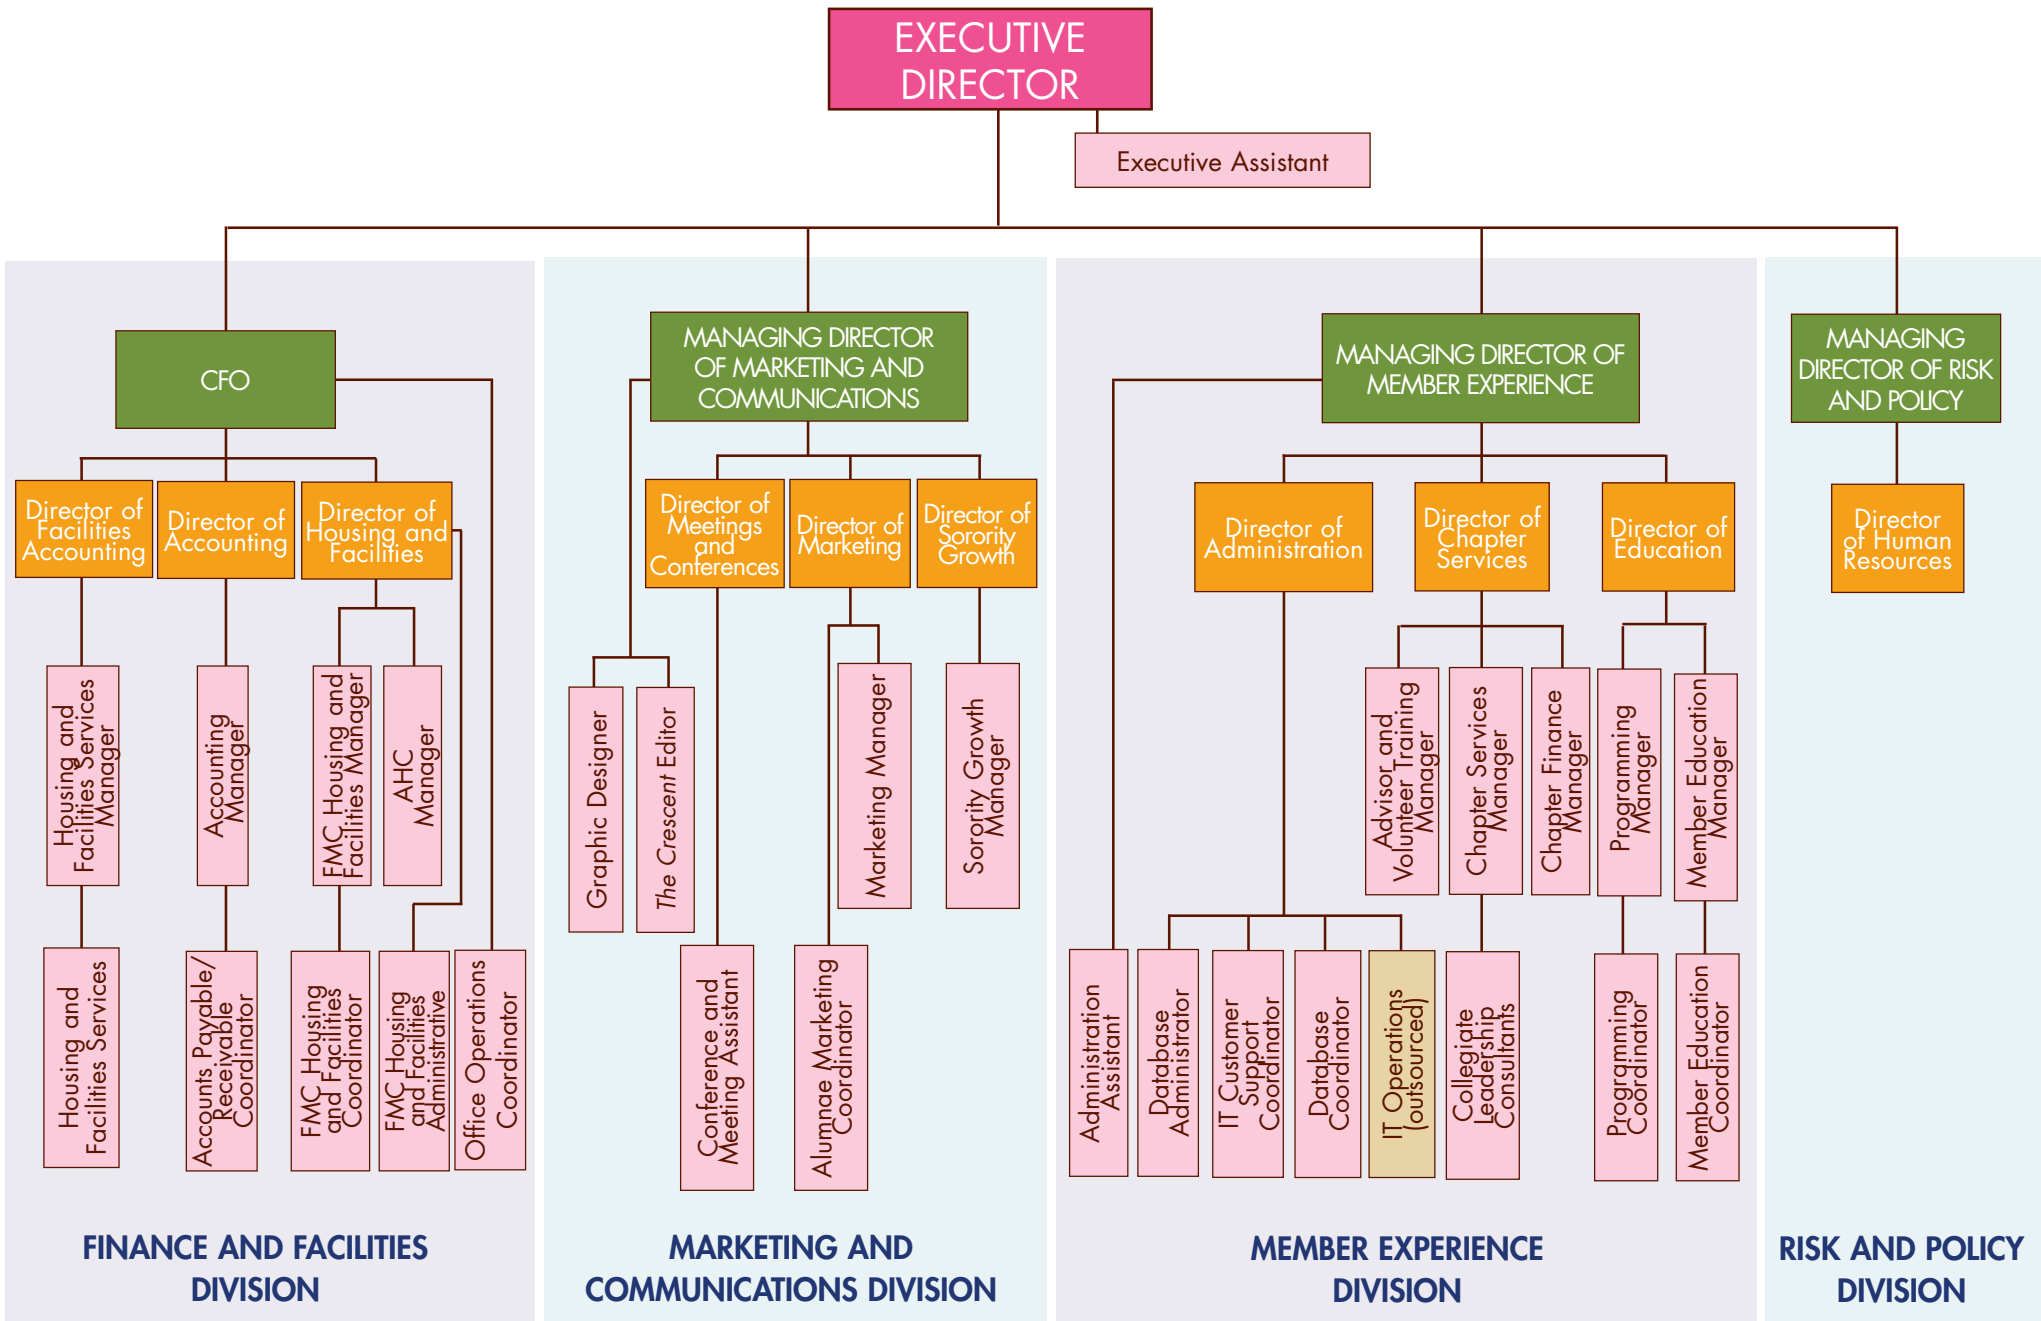 EXECUTIVE
DIRECTOR
Executive Assistant
CFO
MANAGING DIRECTOR
OF MARKETING AND
COMMUNICATIONS
MANAGING DIRECTOR OF
MEMBER EXPERIENCE
MANAGING
DIRECTOR OF RISK
AND POLICY
Director of
Facilities
Accounting
Director of
Accounting
Director of
Housing and
Facilities
Director of
Meetings
and
Conferences
Director of
Marketing
Director of
Sorority
Growth
Director of
Administration
Director of
Chapter
Services
Director of
Education
Director
of Human
Resources
Housing and
Facilities Services
Manager
Accounting
Manager
FMC Housing and
Facilities Manager
AHC
Manager
Graphic Designer
The Crescent Editor
Marketing Manager
Sorority Growth
Manager
Advisor and
Volunteer Training
Manager
Chapter Services
Manager
Chapter Finance
Manager
Programming
Manager
Member Education
Manager
Housing and
Facilities Services
Accounts Payable/
Receivable
Coordinator
FMC Housing
and Facilities
Coordinator
FMC Housing
and Facilities
Administrative
Office Operations
Coordinator
Conference and
Meeting Assistant
Alumnae Marketing
Coordinator
Administration
Assistant
Database
Administrator
IT Customer
Support
Coordinator
Database
Coordinator
IT Operations
(outsourced)
Collegiate
Leadership
Consultants
Programming
Coordinator
Member Education
Coordinator
FINANCE AND FACILITIES
DIVISION
MARKETING AND
COMMUNICATIONS DIVISION
MEMBER EXPERIENCE
DIVISION
RISK AND POLICY
DIVISION